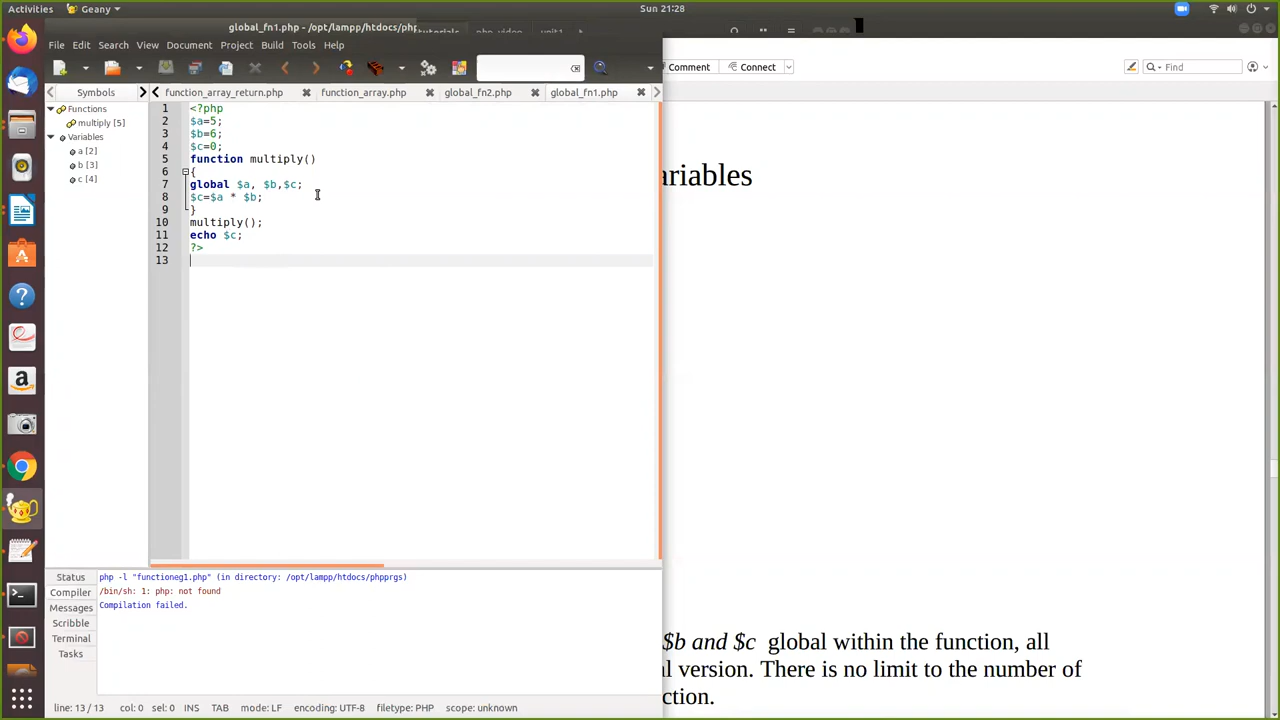 Activities
Geany
Sun 21:28
global_fn1.php - /opt/lampp/htdocs/php
File Edit Search View Document Project Build Tools Help
Comment
Connect
Find
Symbols
function_array_return.php
function_array.php
global_fn2.php
global_fn1.php
Functions
multiply [5]
Variables
a [2]
b [3]
c [4]
1 <?php
2 $a=5;
3 $b=6;
4 $c=0;
5 function multiply()
6 {
7 global $a, $b,$c;
8 $c=$a * $b;
9 }
10 multiply();
11 echo $c;
12 ?>
13
ariables
$b and $c global within the function, all
al version. There is no limit to the number of
ction.
Status
Compiler
Messages
Scribble
Terminal
Tasks
php -l "functioneg1.php" (in directory: /opt/lampp/htdocs/phpprgs)
/bin/sh: 1: php: not found
Compilation failed.
line: 13 / 13 col: 0 sel: 0 INS TAB mode: LF encoding: UTF-8 filetype: PHP scope: unknown